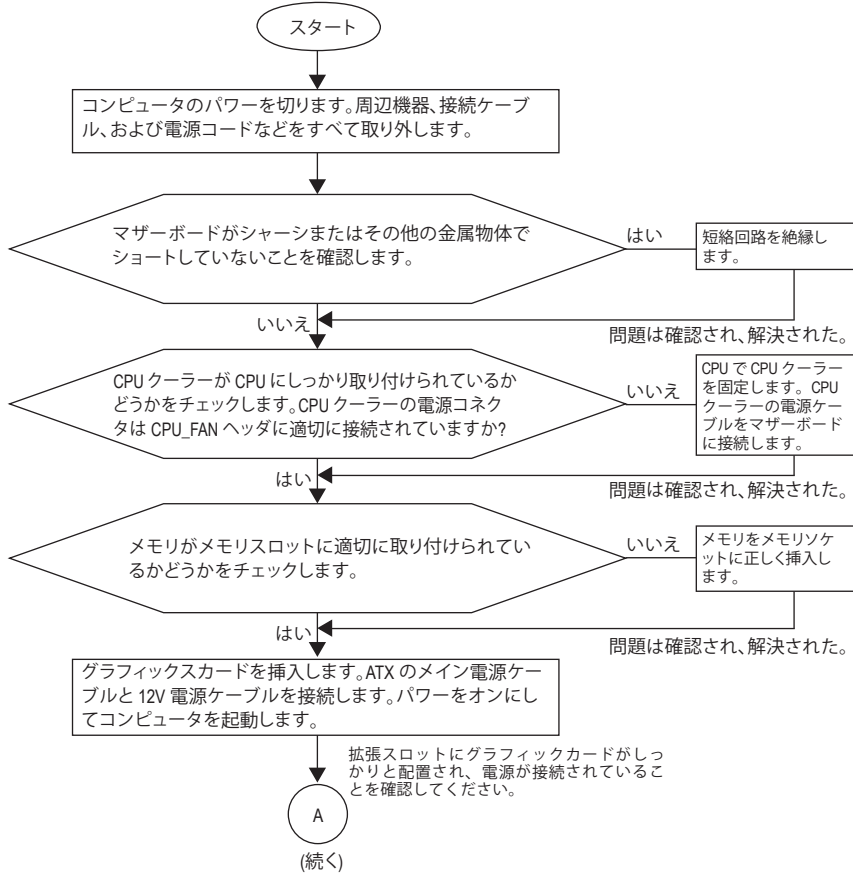 スタート
コンピュータのパワーを切ります。周辺機器、接続ケーブ
ル、および電源コードなどをすべて取り外します。
マザーボードがシャーシまたはその他の金属物体で
ショートしていないことを確認します。
はい
短絡回路を絶縁し
ます。
いいえ
問題は確認され、解決された。
CPU クーラーが CPU にしっかり取り付けられているか
どうかをチェックします。CPU クーラーの電源コネク
タは CPU_FAN ヘッダに適切に接続されていますか?
いいえ
CPU で CPU クーラー
を固定します。CPU
クーラーの電源ケー
ブルをマザーボード
に接続します。
はい
問題は確認され、解決された。
メモリがメモリスロットに適切に取り付けられてい
るかどうかをチェックします。
いいえ
メモリをメモリソケ
ットに正しく挿入し
ます。
はい
問題は確認され、解決された。
グラフィックスカードを挿入します。ATX のメイン電源ケー
ブルと 12V 電源ケーブルを接続します。パワーをオンにし
てコンピュータを起動します。
拡張スロットにグラフィックカードがしっ
かりと配置され、電源が接続されているこ
とを確認してください。
A
(続く)